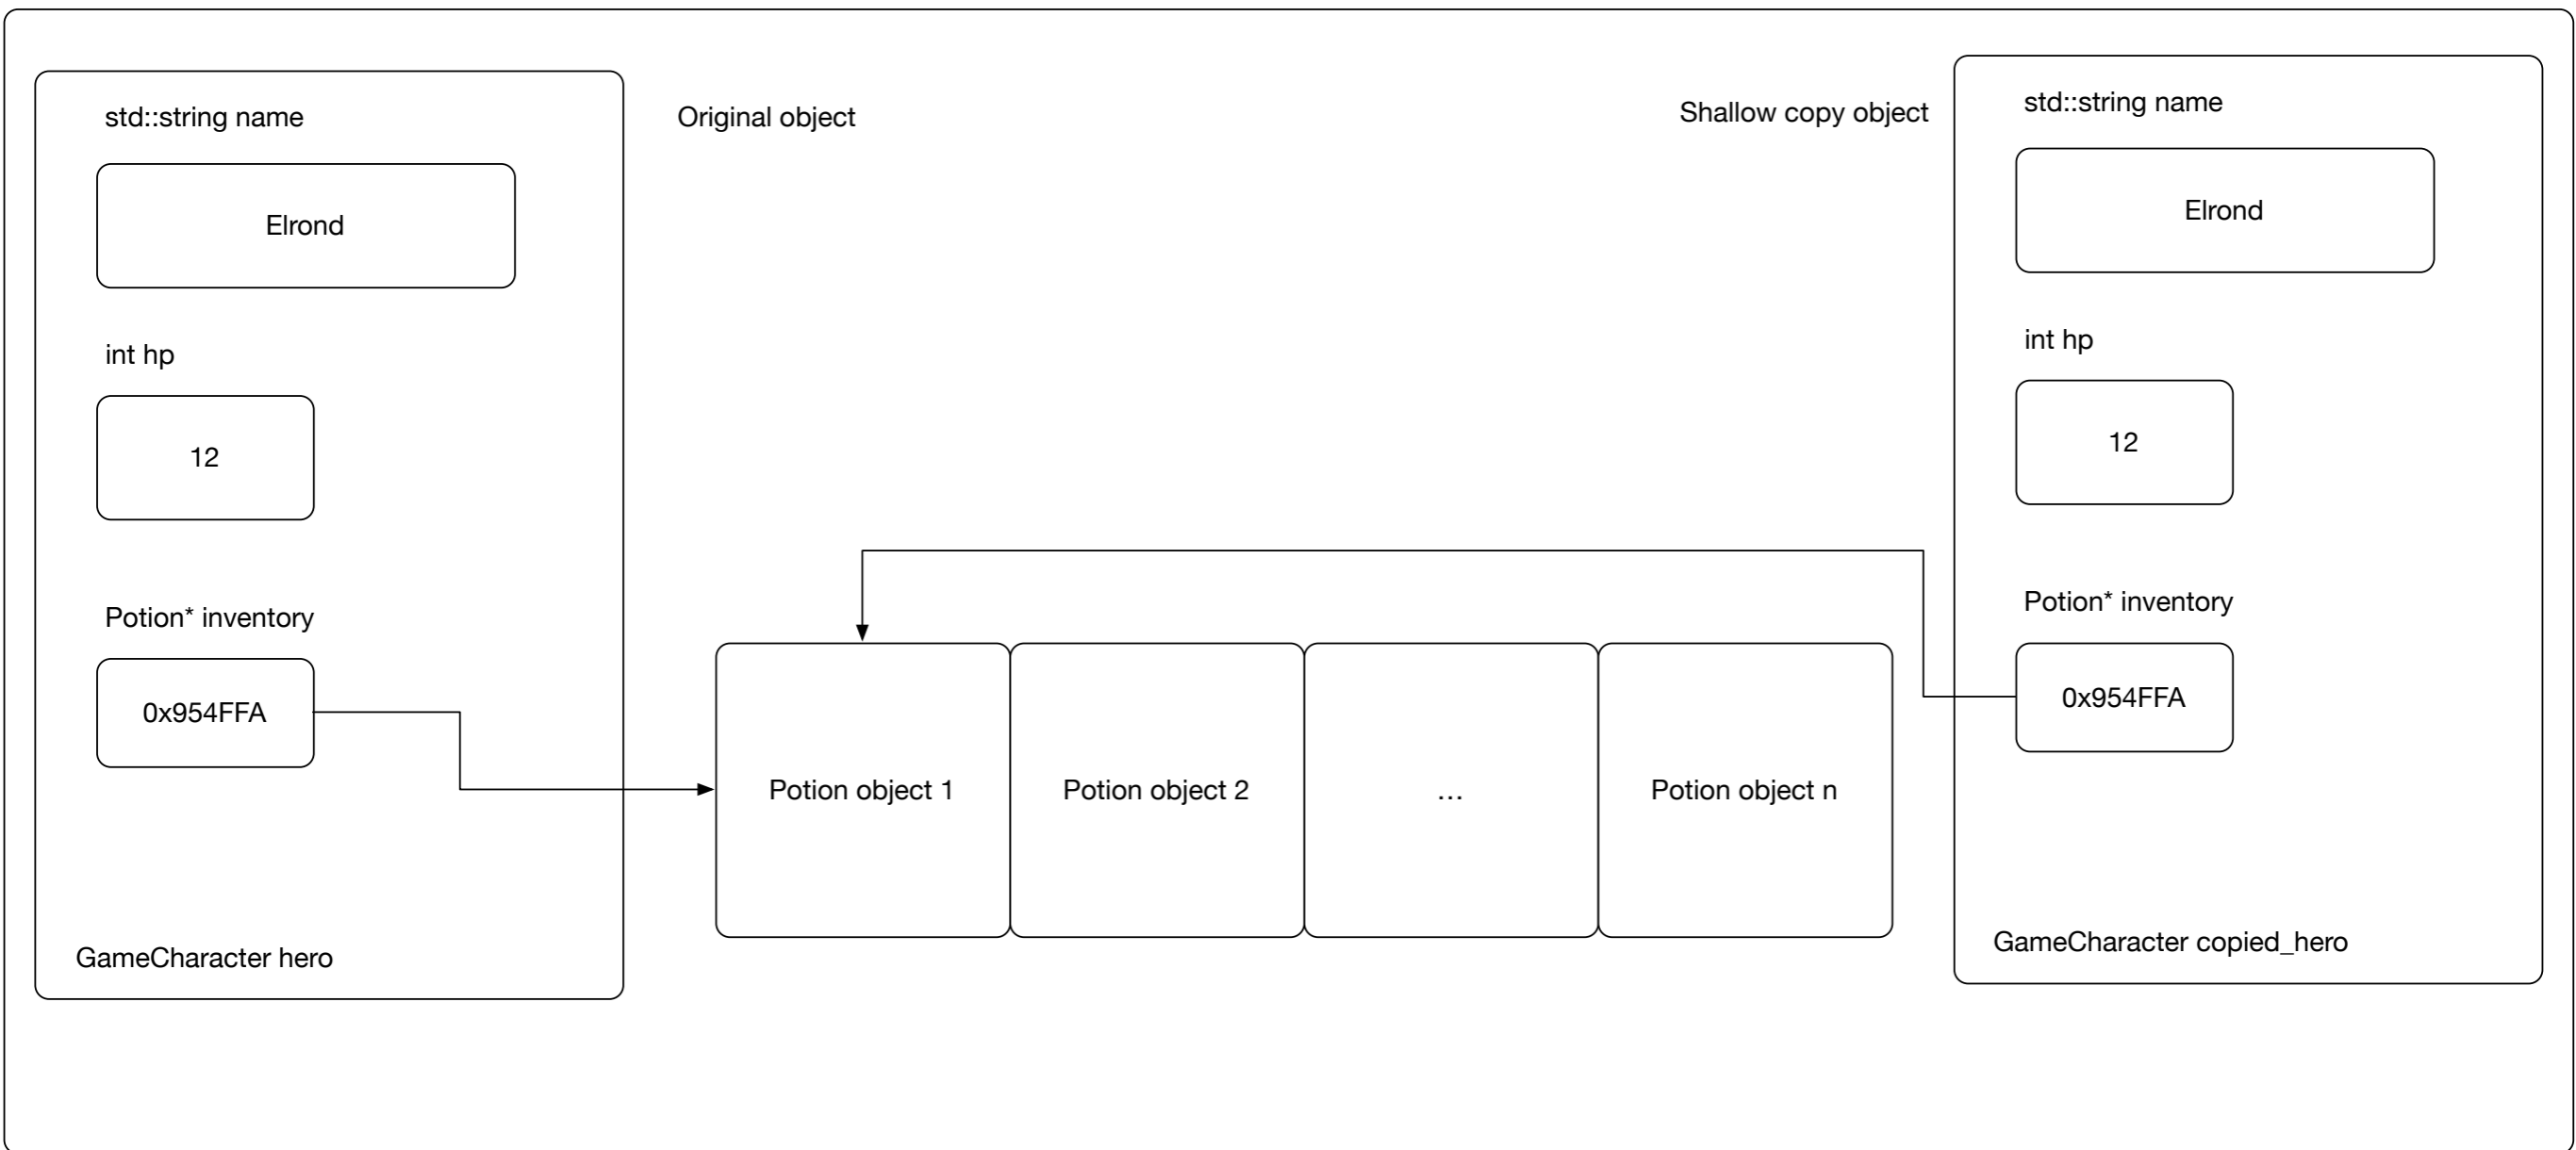 std::string name
Original object
Shallow copy object
std::string name
Elrond
Elrond
int hp
int hp
12
12
Potion* inventory
Potion* inventory
0x954FFA
0x954FFA
Potion object 1
Potion object 2
...
Potion object n
GameCharacter hero
GameCharacter copied_hero